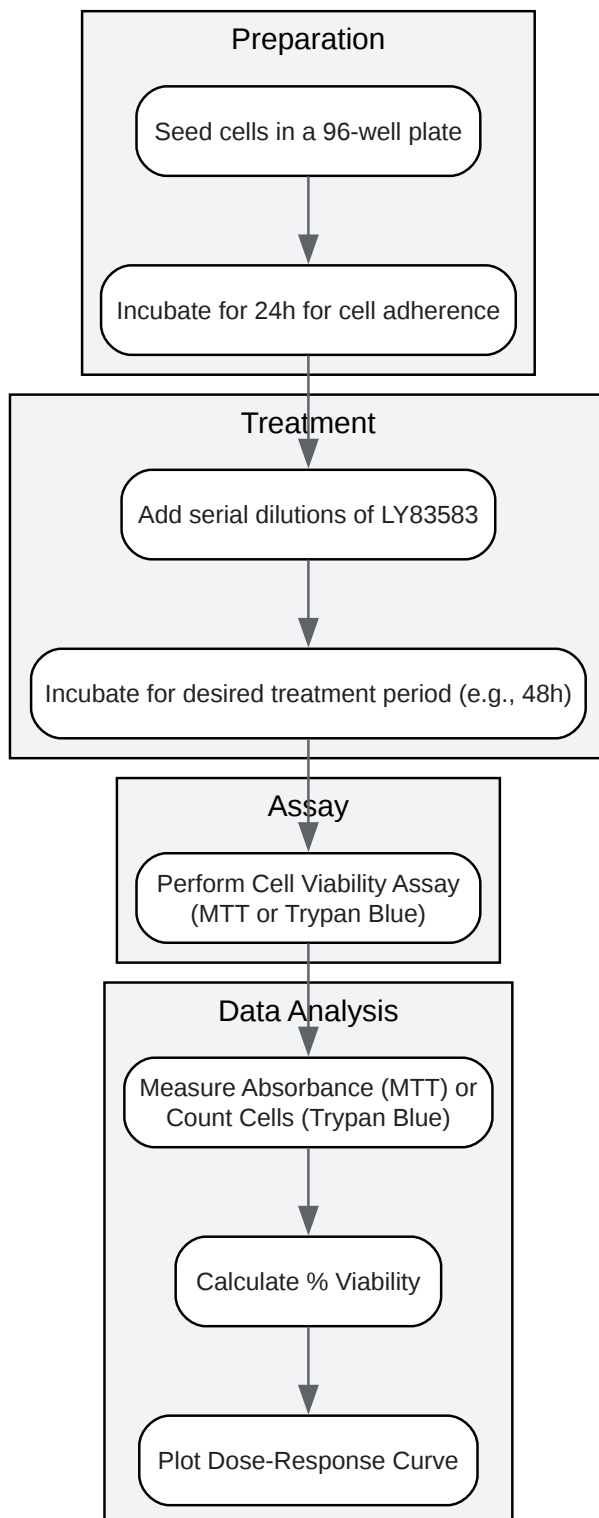 Preparation
Seed cells in a 96-well plate
Incubate for 24h for cell adherence
Treatment
Add serial dilutions of LY83583
Incubate for desired treatment period (e.g., 48h)
Assay
Perform Cell Viability Assay
(MTT or Trypan Blue)
Data Analysis
Measure Absorbance (MTT) or
Count Cells (Trypan Blue)
Calculate % Viability
Plot Dose-Response Curve